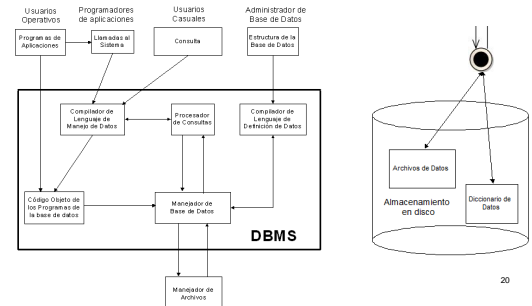 Usuarios
Operativos
Programadores
de aplicaciones
Usuarios
Casuales
Administrador de
Base de Datos
Programas de
Aplicaciones
Llamadas al
Sistema
Consulta
Estructura de la
Base de Datos
Compilador de
Lenguaje de
Manejo de Datos
Procesador
de Consultas
Compilador de
Lenguaje de
Definición de Datos
Código Objeto de
los Programas de
la base de datos
Manejador de
Base de Datos
DBMS
Manejador de
Archivos
Archivos de Datos
Almacenamiento
en disco
Diccionario de
Datos
20